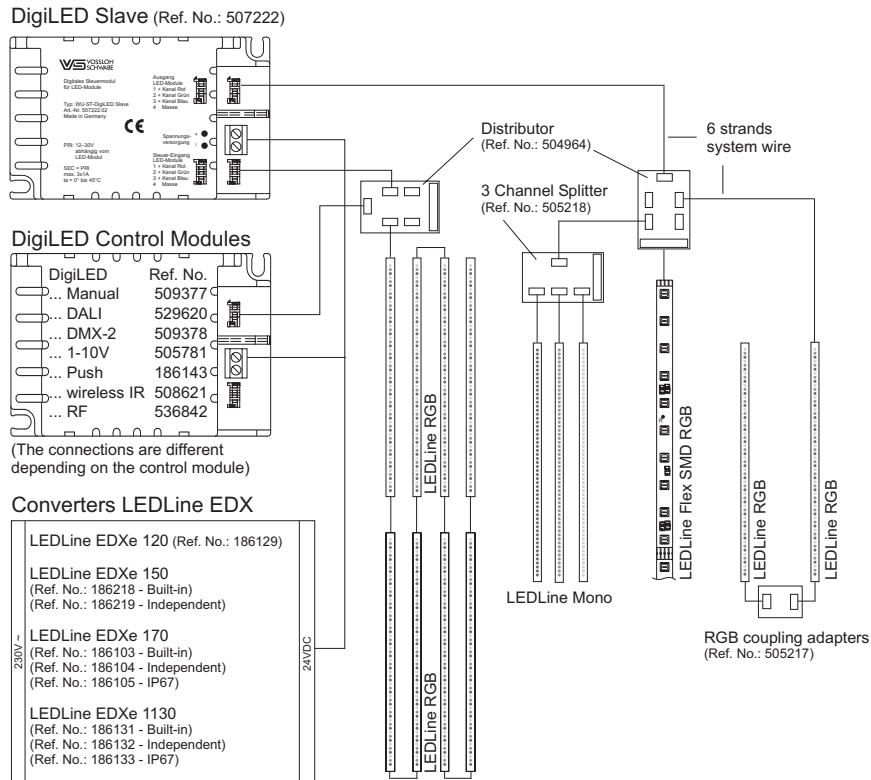 DigiLED Slave (Ref. No.: 507222)
VS VOSSLOH
SCHWABE
Digitales Steuermodul
für LED-Module
Typ: WU-ST-DigiLED Slave
Art.-Nr. 507222.02
Made in Germany
CE
PRI: 12–30V
abhängig vom
LED-Modul
SEC = PRI
max. 3x1A
ta = 0° bis 45°C
Ausgang
LED-Module
1 + Kanal Rot
2 + Kanal Grün
3 + Kanal Blau
4 Masse
Spannungs-
versorgung
+
-
Steuer-Eingang
LED-Module
1 + Kanal Rot
2 + Kanal Grün
3 + Kanal Blau
4 Masse
Distributor
(Ref. No.: 504964)
6 strands
system wire
3 Channel Splitter
(Ref. No.: 505218)
DigiLED Control Modules
DigiLED Ref. No.
... Manual 509377
... DALI 529620
... DMX-2 509378
... 1-10V 505781
... Push 186143
... wireless IR 508621
... RF 536842
(The connections are different
depending on the control module)
Converters LEDLine EDX
230V ~
LEDLine EDXe 120 (Ref. No.: 186129)
LEDLine EDXe 150
(Ref. No.: 186218 - Built-in)
(Ref. No.: 186219 - Independent)
LEDLine EDXe 170
(Ref. No.: 186103 - Built-in)
(Ref. No.: 186104 - Independent)
(Ref. No.: 186105 - IP67)
LEDLine EDXe 1130
(Ref. No.: 186131 - Built-in)
(Ref. No.: 186132 - Independent)
(Ref. No.: 186133 - IP67)
24VDC
LEDLine RGB
LEDLine RGB
LEDLine Mono
LEDLine Flex SMD RGB
LEDLine RGB
LEDLine RGB
RGB coupling adapters
(Ref. No.: 505217)